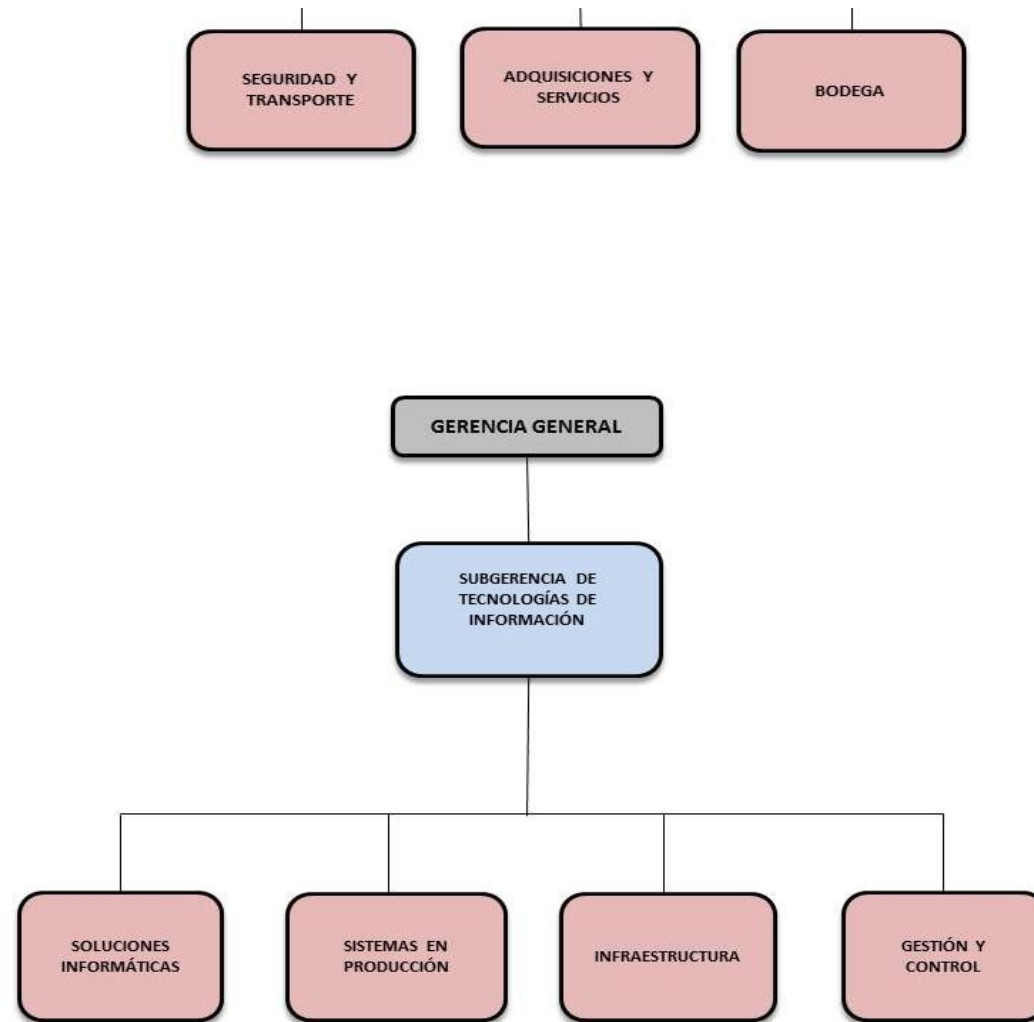 SEGURIDAD Y
TRANSPORTE
ADQUISICIONES Y
SERVICIOS
BODEGA
GERENCIA GENERAL
SUBGERENCIA DE
TECNOLOGÍAS DE
INFORMACIÓN
SOLUCIONES
INFORMÁTICAS
SISTEMAS EN
PRODUCCIÓN
INFRAESTRUCTURA
GESTIÓN Y
CONTROL